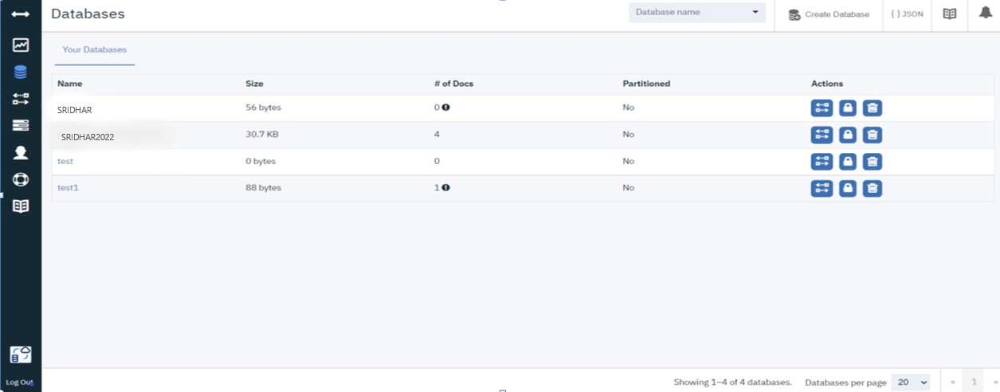 Databases
Database name
Create Database
{ } JSON
Your Databases
Name Size # of Docs Partitioned Actions
SRIDHAR 56 bytes 0 No
SRIDHAR2022 30.7 KB 4 No
test 0 bytes 0 No
test1 88 bytes 1 No
Log Out
Showing 1–4 of 4 databases. Databases per page 20 « 1 »